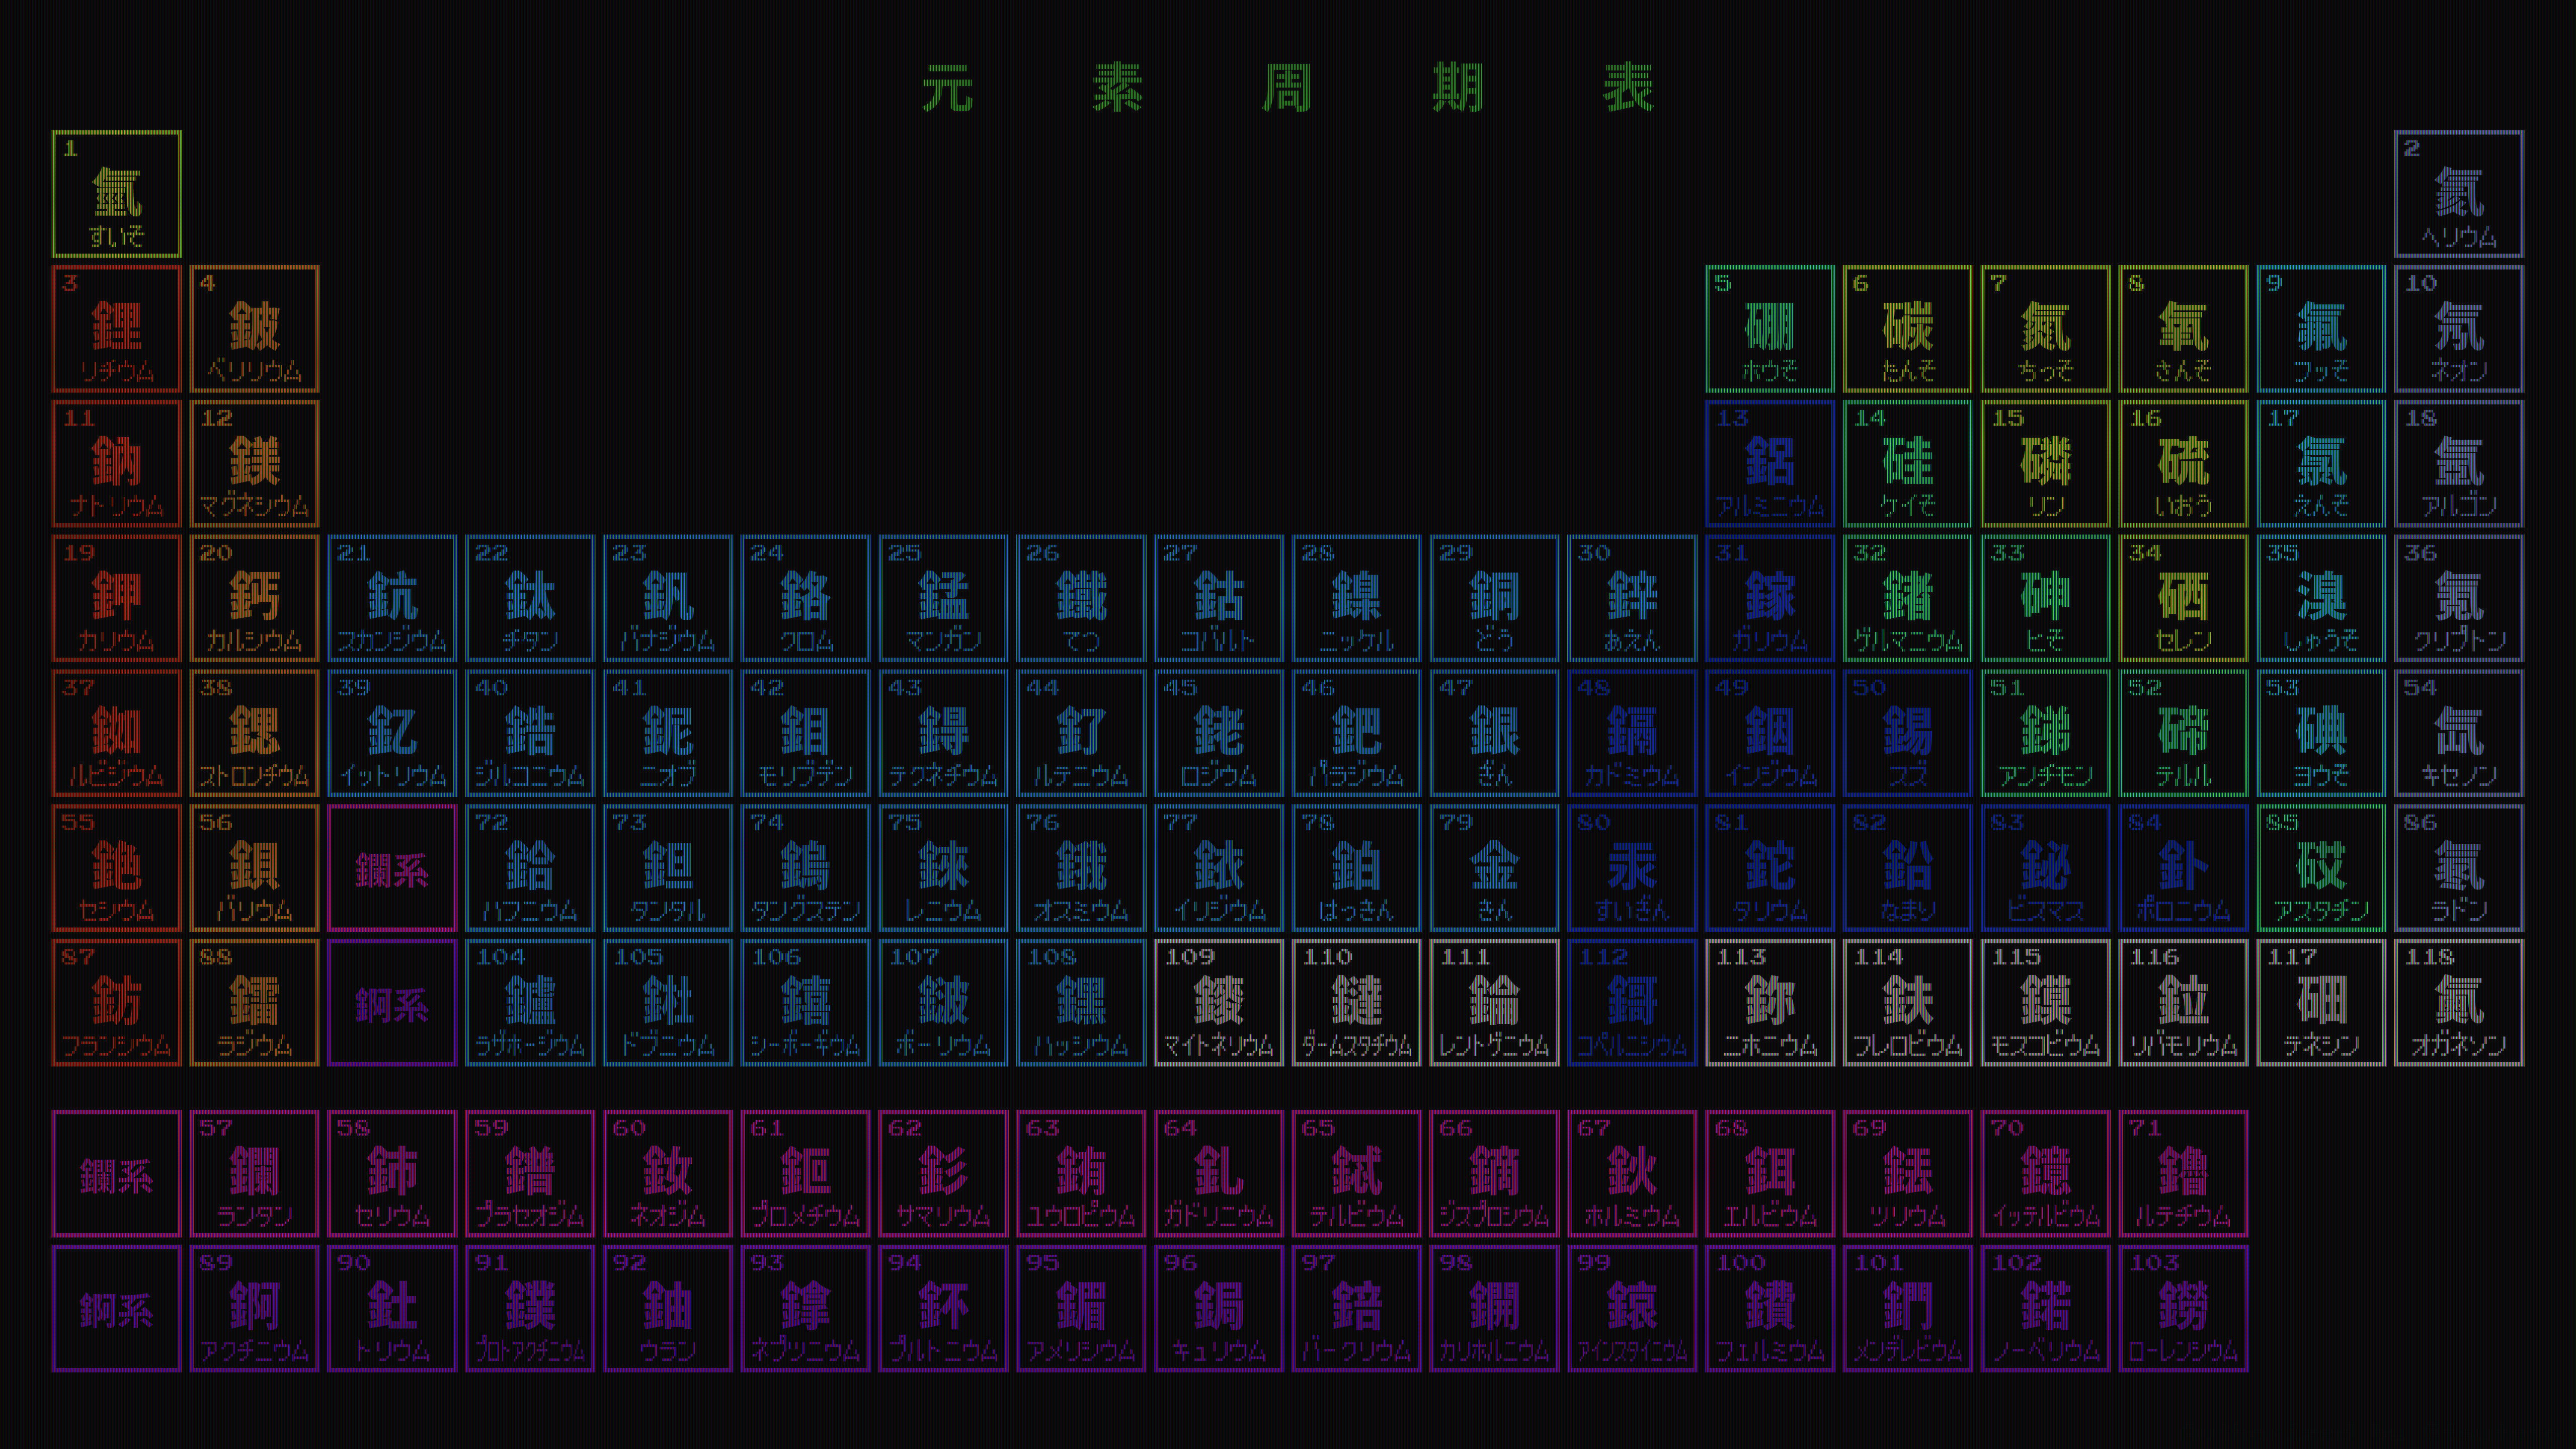 元素周期表
1 2
氫 氦
すいそ ヘリウム
3 4 5 6 7 8 9 10
鋰 鈹 硼 碳 氮 氧 氟 氖
リチウム ベリリウム ホウそ たんそ ちっそ さんそ フッそ ネオン
11 12 13 14 15 16 17 18
鈉 鎂 鋁 硅 磷 硫 氯 氬
ナトリウム マグネシウム アルミニウム ケイそ リン いおう えんそ アルゴン
19 20 21 22 23 24 25 26 27 28 29 30 31 32 33 34 35 36
鉀 鈣 鈧 鈦 釩 鉻 錳 鐵 鈷 鎳 銅 鋅 鎵 鍺 砷 硒 溴 氪
カリウム カルシウム スカンジウム チタン バナジウム クロム マンガン てつ コバルト ニッケル どう あえん ガリウム ゲルマニウム ヒそ セレン しゅうそ クリプトン
37 38 39 40 41 42 43 44 45 46 47 48 49 50 51 52 53 54
銣 鍶 釔 鋯 鈮 鉬 鍀 釕 銠 鈀 銀 鎘 銦 錫 銻 碲 碘 氙
ルビジウム ストロンチウム イットリウム ジルコニウム ニオブ モリブデン テクネチウム ルテニウム ロジウム パラジウム ぎん カドミウム インジウム スズ アンチモン テルル ヨウそ キセノン
55 56 72 73 74 75 76 77 78 79 80 81 82 83 84 85 86
銫 鋇 鑭系 鉿 鉭 鎢 錸 鋨 銥 鉑 金 汞 鉈 鉛 鉍 釙 砹 氡
セシウム バリウム ハフニウム タンタル タングステン レニウム オスミウム イリジウム はっきん きん すいぎん タリウム なまり ビスマス ポロニウム アスタチン ラドン
87 88 104 105 106 107 108 109 110 111 112 113 114 115 116 117 118
鈁 鐳 錒系 鑪 𨧀 𨭎 𨨏 𨭆 䥑 鐽 錀 鎶 鉨 鈇 鏌 鉝 鿬 鿫
フランシウム ラジウム ラザホージウム ドブニウム シーボーギウム ボーリウム ハッシウム マイトネリウム ダームスタチウム レントゲニウム コペルニシウム ニホニウム フレロビウム モスコビウム リバモリウム テネシン オガネソン
57 58 59 60 61 62 63 64 65 66 67 68 69 70 71
鑭系 鑭 鈰 鐠 釹 鉕 釤 銪 釓 鋱 鏑 鈥 鉺 銩 鐿 鑥
ランタン セリウム プラセオジム ネオジム プロメチウム サマリウム ユウロピウム ガドリニウム テルビウム ジスプロシウム ホルミウム エルビウム ツリウム イッテルビウム ルテチウム
89 90 91 92 93 94 95 96 97 98 99 100 101 102 103
錒系 錒 釷 鏷 鈾 鎿 鈈 鎇 鋦 錇 鐦 鎄 鐨 鍆 鍩 鐒
アクチニウム トリウム プロトアクチニウム ウラン ネプツニウム プルトニウム アメリシウム キュリウム バークリウム カリホルニウム アインスタイニウム フェルミウム メンデレビウム ノーベリウム ローレンシウム